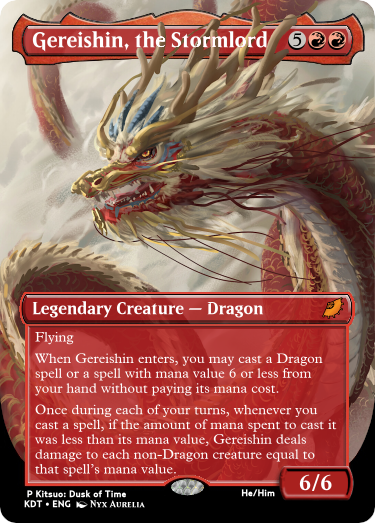 Gereishin, the Stormlord 5
Legendary Creature — Dragon
Flying
When Gereishin enters, you may cast a Dragon
spell or a spell with mana value 6 or less from
your hand without paying its mana cost.
Once during each of your turns, whenever you
cast a spell, if the amount of mana spent to cast it
was less than its mana value, Gereishin deals
damage to each non-Dragon creature equal to
that spell's mana value.
6/6
P Kitsuo: Dusk of Time
He/Him
KDT • ENG Nyx Aurelia